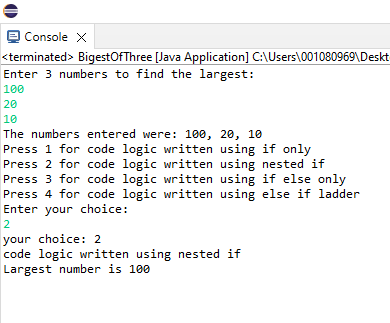 Console
<terminated> BigestOfThree [Java Application] C:\Users\001080969\Deskt
Enter 3 numbers to find the largest:
100
20
10
The numbers entered were: 100, 20, 10
Press 1 for code logic written using if only
Press 2 for code logic written using nested if
Press 3 for code logic written using if else only
Press 4 for code logic written using else if ladder
Enter your choice:
2
your choice: 2
code logic written using nested if
Largest number is 100